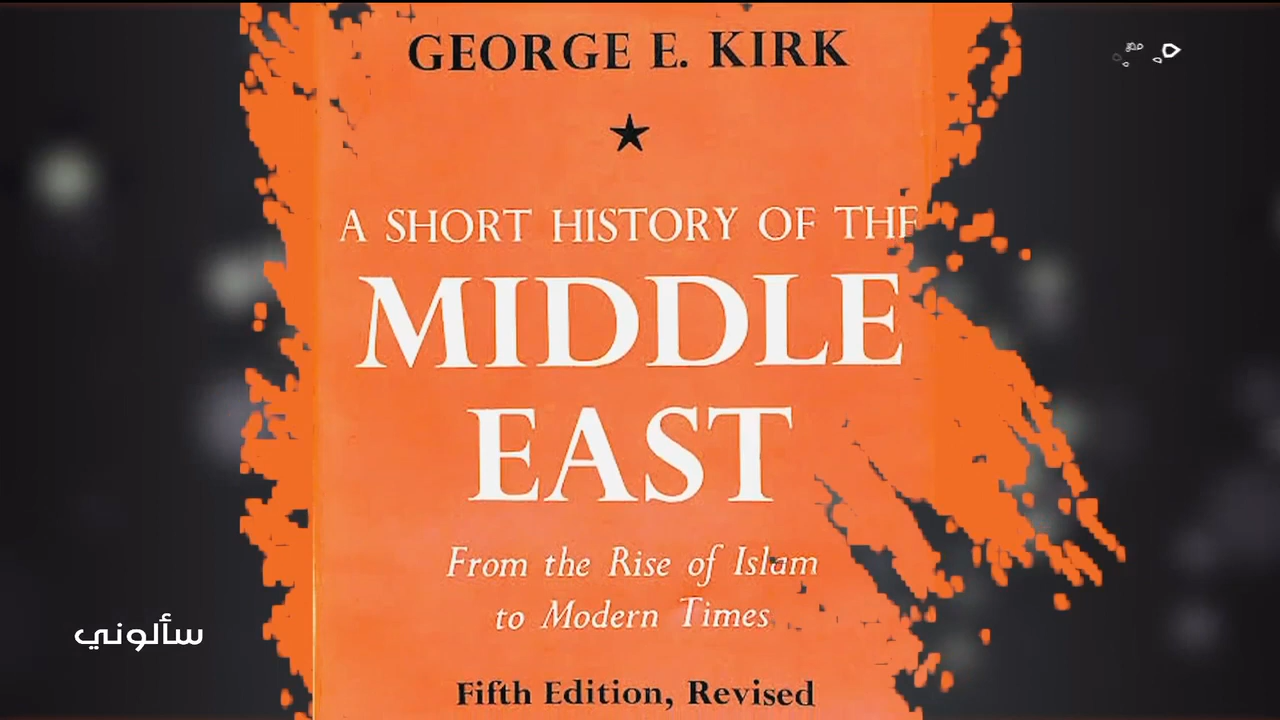 GEORGE E. KIRK
A SHORT HISTORY OF THE
MIDDLE
EAST
From the Rise of Islam
to Modern Times
Fifth Edition, Revised
سألوني